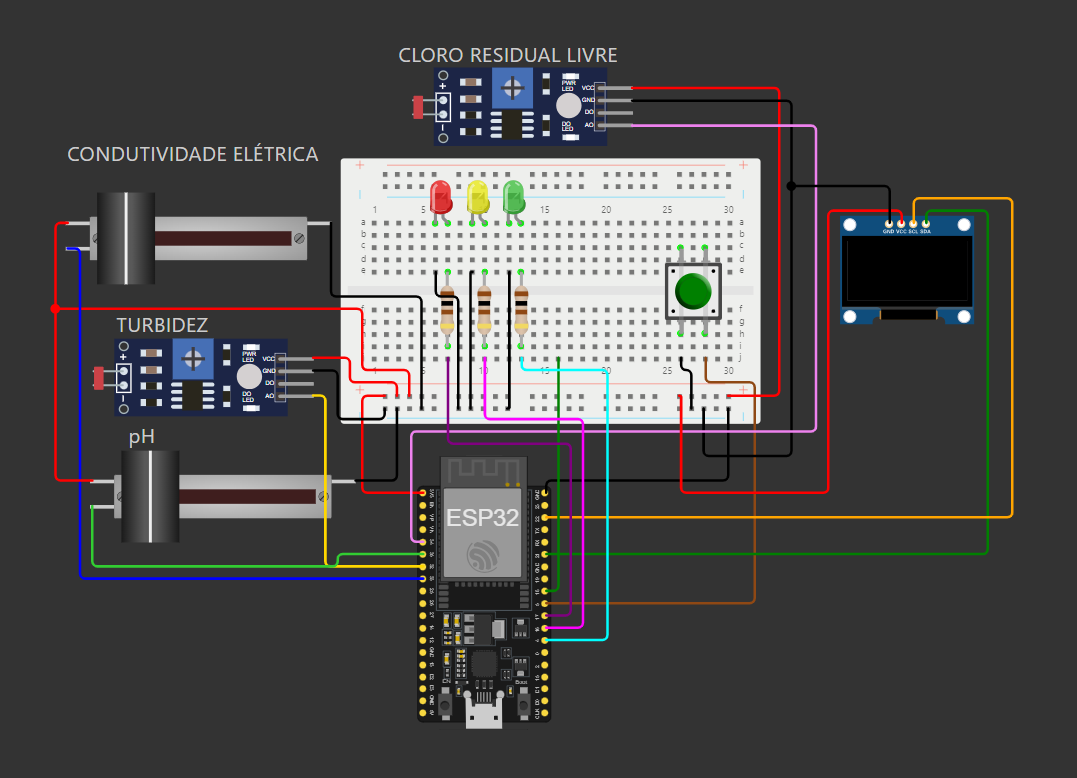 CLORO RESIDUAL LIVRE
PWR
LED
DO
LED
VCC
GND
DO
AO
CONDUTIVIDADE ELÉTRICA
1
5
10
15
20
25
30
a
b
c
d
e
f
g
h
i
j
GND VCC SCL SDA
TURBIDEZ
PWR
LED
DO
LED
VCC
GND
DO
AO
pH
ESP32
Boot